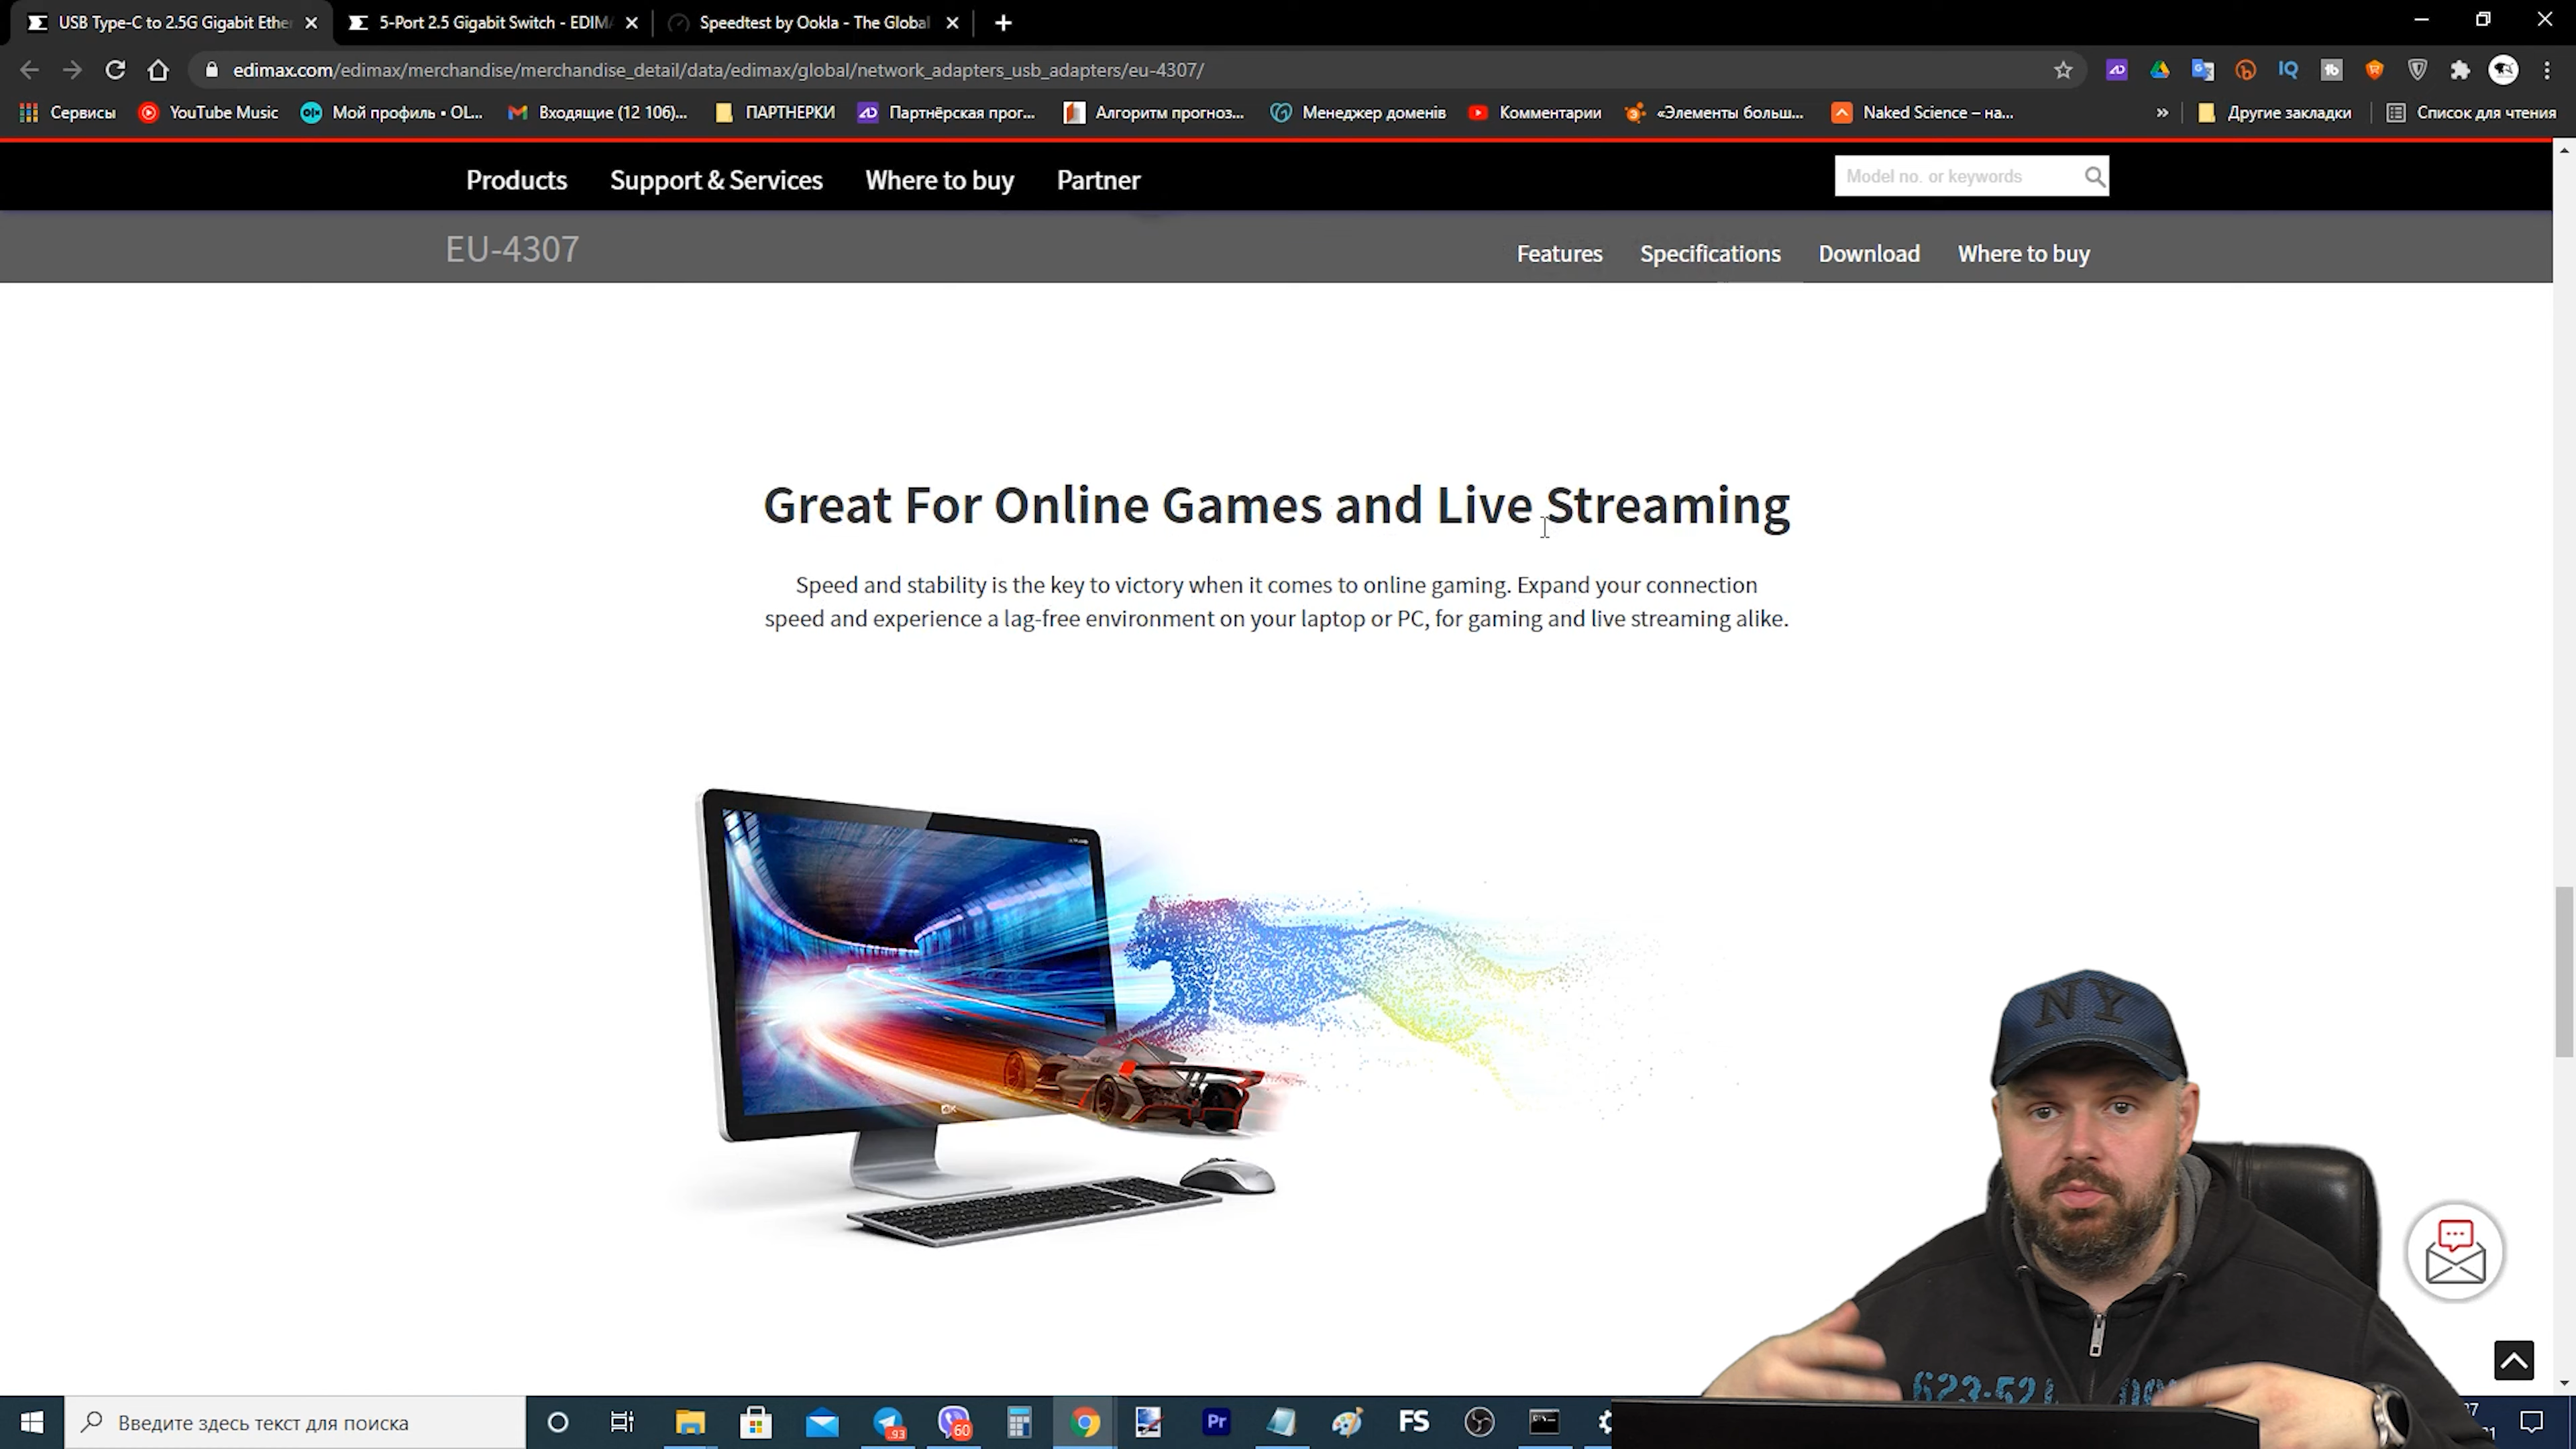 USB Type-C to 2.5G Gigabit Ether
5-Port 2.5 Gigabit Switch - EDIMA
Speedtest by Ookla - The Global
edimax.com/edimax/merchandise/merchandise_detail/data/edimax/global/network_adapters_usb_adapters/eu-4307/
Сервисы
YouTube Music
Мой профиль • OL...
Входящие (12 106)...
ПАРТНЕРКИ
Партнёрская прог...
Алгоритм прогноз...
Менеджер доменів
Комментарии
«Элементы больш...
Naked Science – на...
Другие закладки
Список для чтения
Products
Support & Services
Where to buy
Partner
Model no. or keywords
EU-4307
Features
Specifications
Download
Where to buy
Great For Online Games and Live Streaming
Speed and stability is the key to victory when it comes to online gaming. Expand your connection
speed and experience a lag-free environment on your laptop or PC, for gaming and live streaming alike.
NY
Введите здесь текст для поиска
93
60
Pr
FS